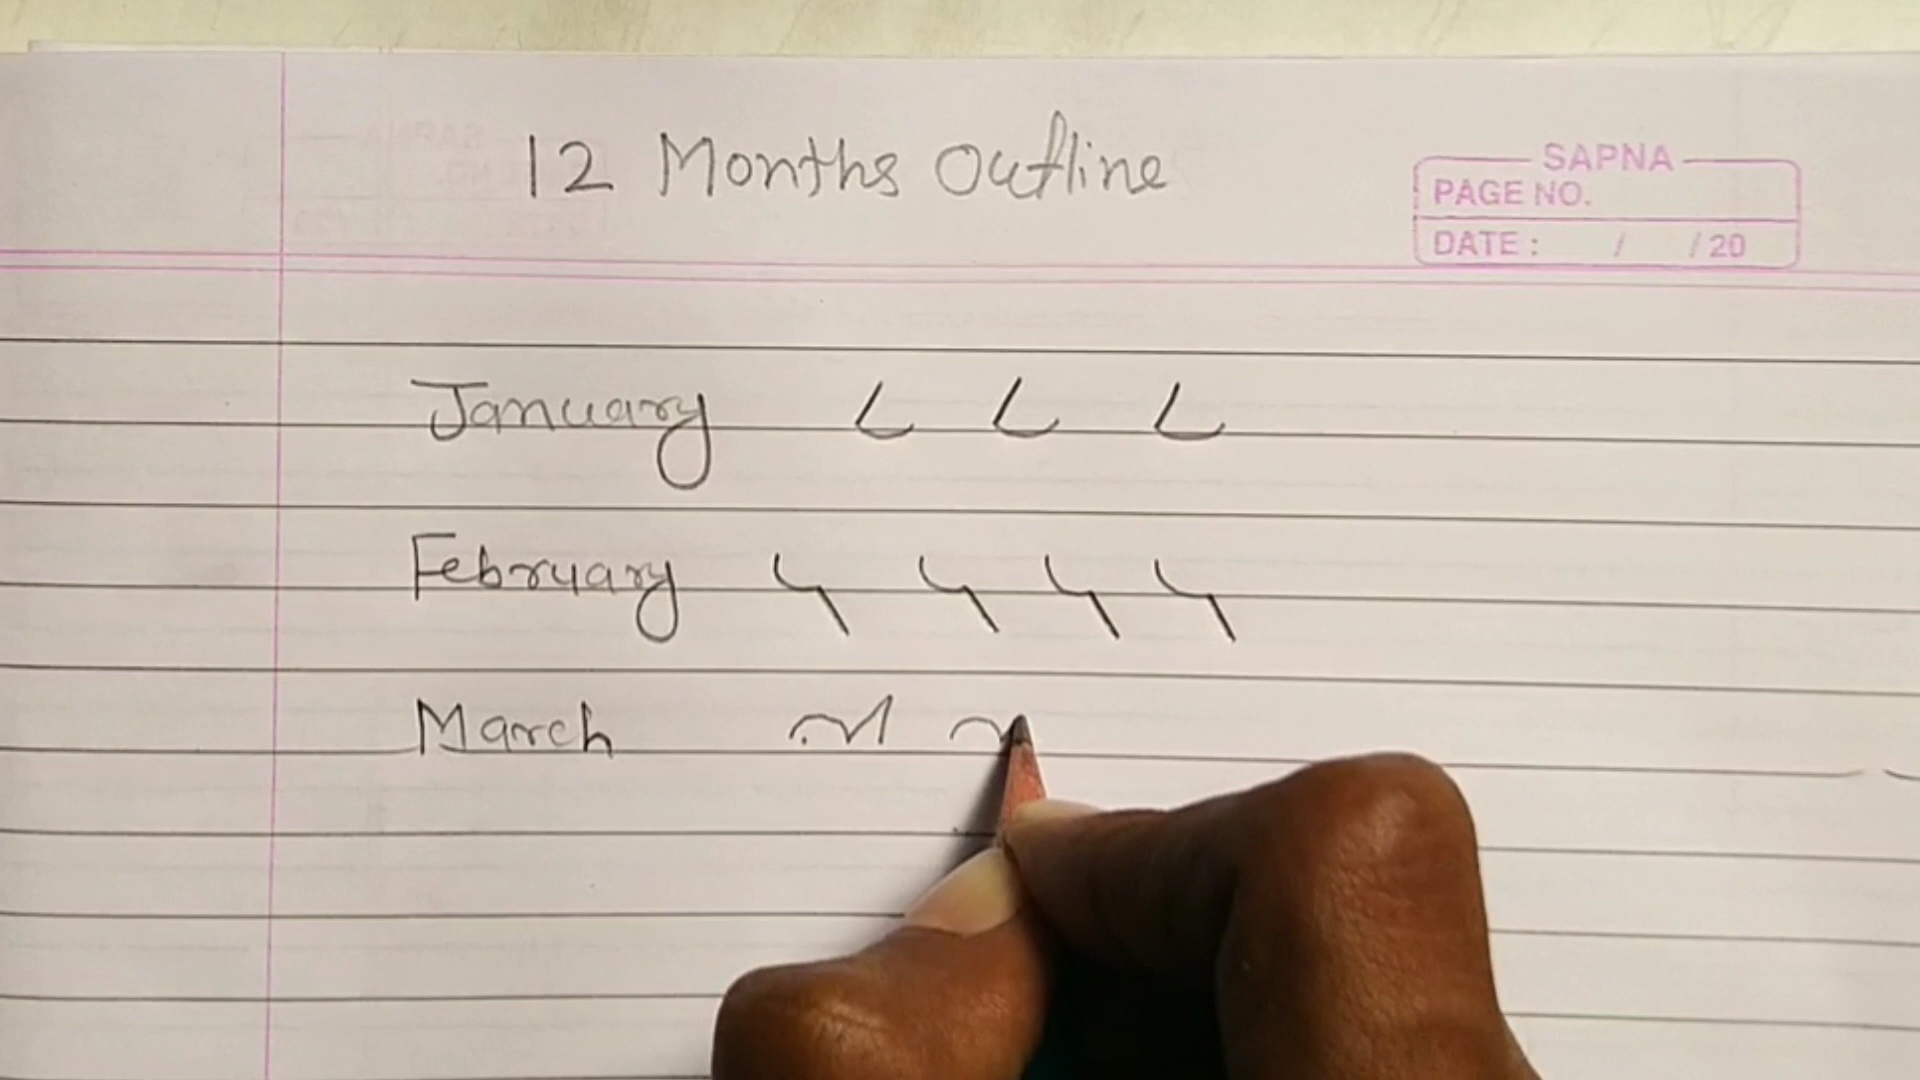 12 Months Outline
SAPNA
PAGE NO.
DATE : / /20
January
February
March